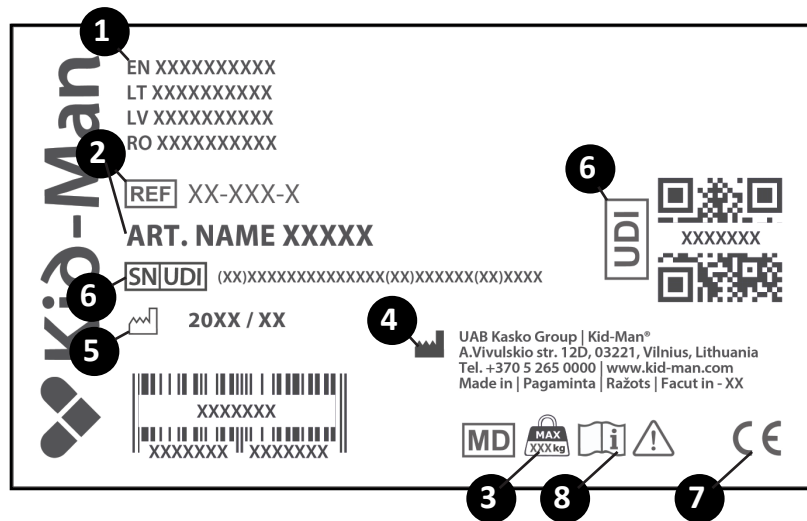 1
EN XXXXXXXXXX
LT XXXXXXXXXX
LV XXXXXXXXXX
RO XXXXXXXXXX
Kid-Man
2
REF XX-XXX-X
ART. NAME XXXXX
6
UDI
XXXXXXX
6
SN UDI (XX)XXXXXXXXXXXXXX(XX)XXXXXX(XX)XXXX
5
20XX / XX
4
UAB Kasko Group | Kid-Man®
A.Vivulskio str. 12D, 03221, Vilnius, Lithuania
Tel. +370 5 265 0000 | www.kid-man.com
Made in | Pagaminta | Ražots | Facut in - XX
XXXXXXX
XXXXXXX XXXXXXX
MD MAX XXX kg i ! CE
3 8 7